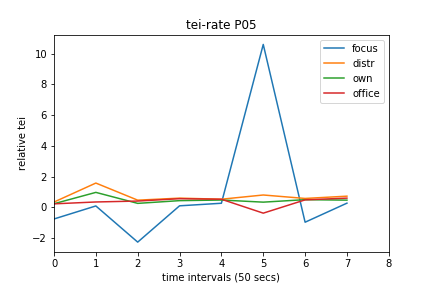 tei-rate P05
focus
distr
own
office
relative tei
10
8
6
4
2
0
−2
0 1 2 3 4 5 6 7 8
time intervals (50 secs)